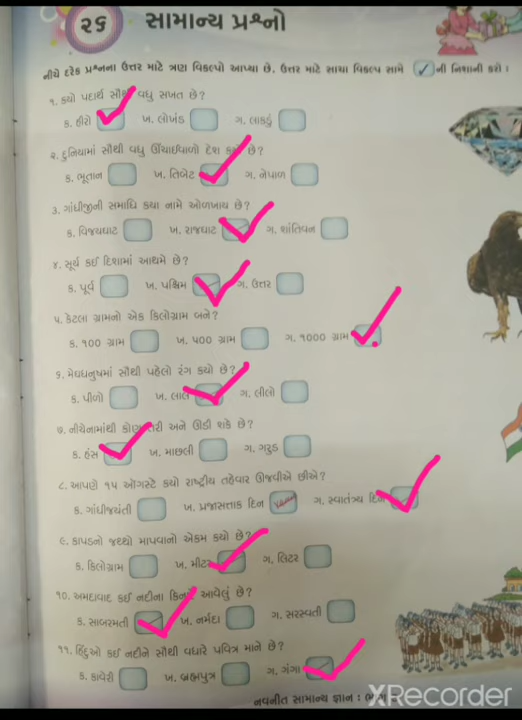 ૨૬ સામાન્ય પ્રશ્નો
નીચે દરેક પ્રશ્નના ઉત્તર માટે ત્રણ વિકલ્પો આપ્યા છે. ઉત્તર માટે સાચા વિકલ્પ સામે ✓ ની નિશાની કરો :
૧. કયો પદાર્થ સૌથી વધુ સખત છે?
ક. હીરો ખ. લોખંડ ગ. લાકડું
૨. દુનિયામાં સૌથી વધુ ઊંચાઈવાળો દેશ કયો છે?
ક. ભૂતાન ખ. તિબેટ ગ. નેપાળ
૩. ગાંધીજીની સમાધિ કયા નામે ઓળખાય છે?
ક. વિજયઘાટ ખ. રાજઘાટ ગ. શાંતિવન
૪. સૂર્ય કઈ દિશામાં આથમે છે?
ક. પૂર્વ ખ. પશ્ચિમ ગ. ઉત્તર
૫. કેટલા ગ્રામનો એક કિલોગ્રામ બને?
ક. ૧૦૦ ગ્રામ ખ. ૫૦૦ ગ્રામ ગ. ૧૦૦૦ ગ્રામ
૬. મેઘધનુષમાં સૌથી પહેલો રંગ કયો છે?
ક. પીળો ખ. લાલ ગ. લીલો
૭. નીચેનામાંથી કોણ તરી અને ઊડી શકે છે?
ક. હંસ ખ. માછલી ગ. ગરુડ
૮. આપણે ૧૫ ઑગસ્ટે કયો રાષ્ટ્રીય તહેવાર ઊજવીએ છીએ?
ક. ગાંધીજયંતી ખ. પ્રજાસત્તાક દિન ગ. સ્વાતંત્ર્ય દિન
૯. કાપડનો જથ્થો માપવાનો એકમ કયો છે?
ક. કિલોગ્રામ ખ. મીટર ગ. લિટર
૧૦. અમદાવાદ કઈ નદીના કિનારે આવેલું છે?
ક. સાબરમતી ખ. નર્મદા ગ. સરસ્વતી
૧૧. હિંદુઓ કઈ નદીને સૌથી વધારે પવિત્ર માને છે?
ક. કાવેરી ખ. બ્રહ્મપુત્ર ગ. ગંગા
નવનીત સામાન્ય જ્ઞાન : ભાગ
XRecorder